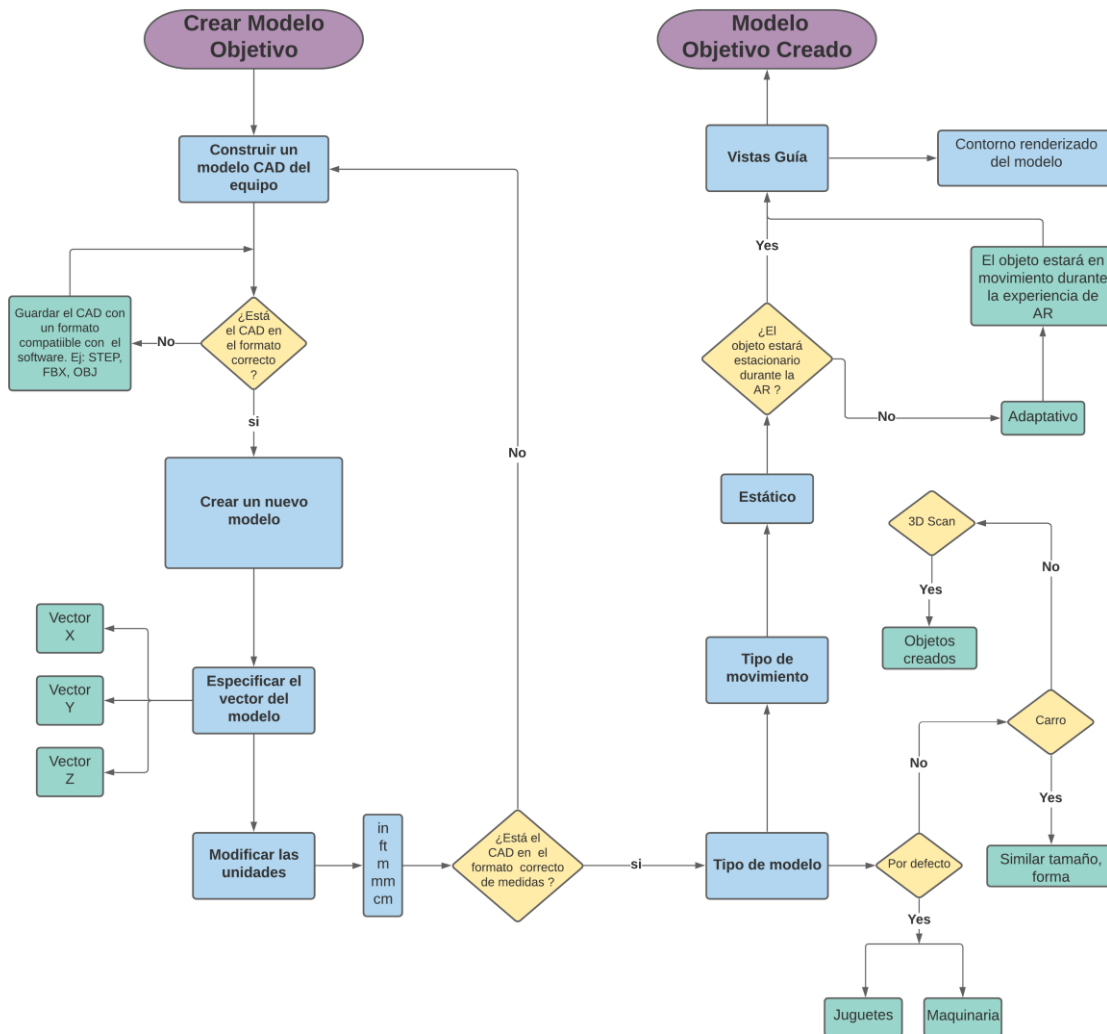 Crear Modelo
Objetivo
Construir un
modelo CAD del
equipo
Guardar el CAD con
un formato
compatiible con el
software. Ej: STEP,
FBX, OBJ
No
¿Está
el CAD en
el formato
correcto
?
si
Crear un nuevo
modelo
Vector
X
Vector
Y
Vector
Z
Especificar el
vector del
modelo
Modificar las
unidades
in
ft
m
mm
cm
¿Está el
CAD en el
formato correcto
de medidas ?
No
si
Modelo
Objetivo Creado
Vistas Guía
Contorno renderizado
del modelo
Yes
El objeto estará en
movimiento durante
la experiencia de
AR
¿El
objeto estará
estacionario
durante la
AR ?
No
Adaptativo
Estático
3D Scan
No
Yes
Objetos
creados
Tipo de
movimiento
Carro
No
Yes
Tipo de modelo
Por defecto
Similar tamaño,
forma
Yes
Juguetes
Maquinaria